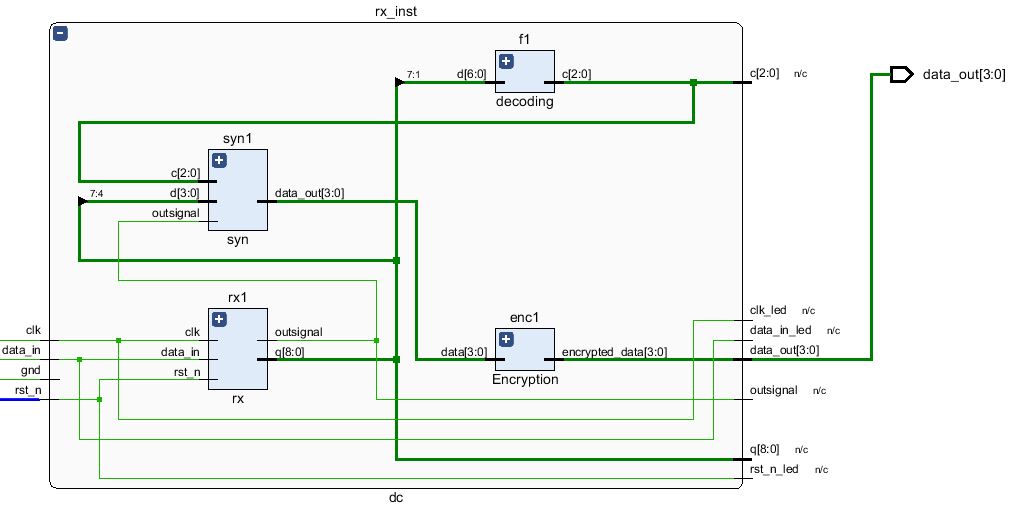 rx_inst
f1
7:1
d[6:0]
c[2:0]
decoding
c[2:0] n/c
data_out[3:0]
syn1
c[2:0]
7:4
d[3:0]
data_out[3:0]
outsignal
syn
rx1
clk
clk
outsignal
data_in
data_in
q[8:0]
gnd
rst_n
rst_n
rx
enc1
data[3:0]
encrypted_data[3:0]
Encryption
clk_led n/c
data_in_led n/c
data_out[3:0]
outsignal n/c
q[8:0] n/c
rst_n_led n/c
dc